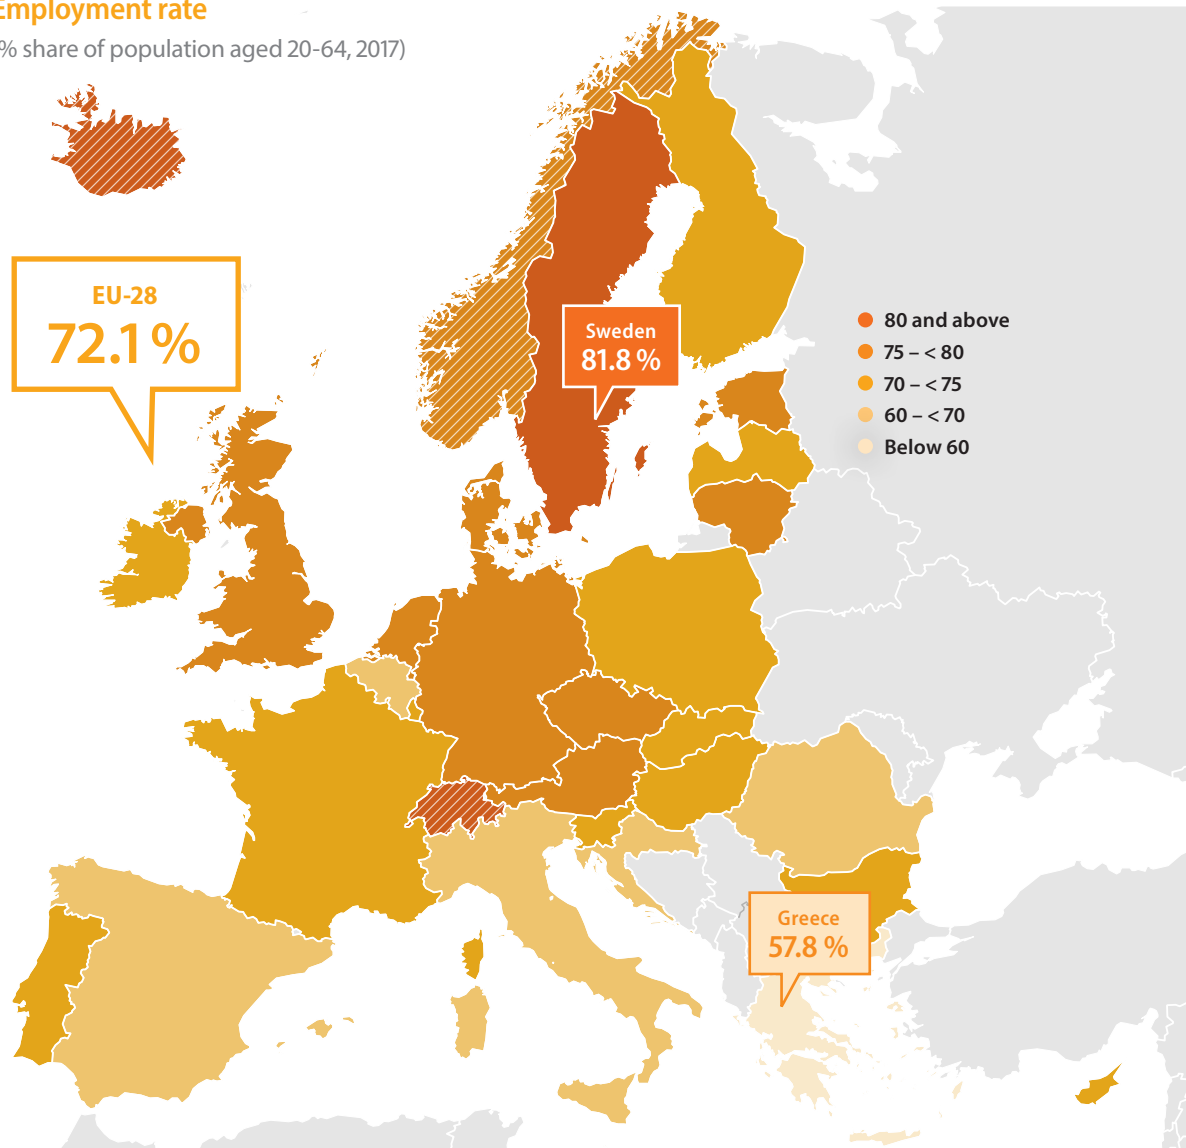 Employment rate
% share of population aged 20-64, 2017)
EU-28
72.1 %
Sweden
81.8 %
80 and above
75 – < 80
70 – < 75
60 – < 70
Below 60
Greece
57.8 %